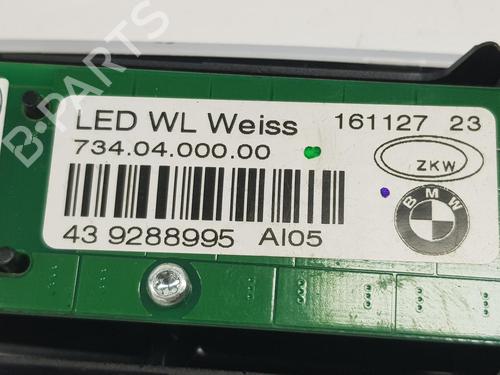 LED WL Weiss 161127 23
734.04.000.00
ZKW
BMW
43 9288995 AI05
B-PARTS